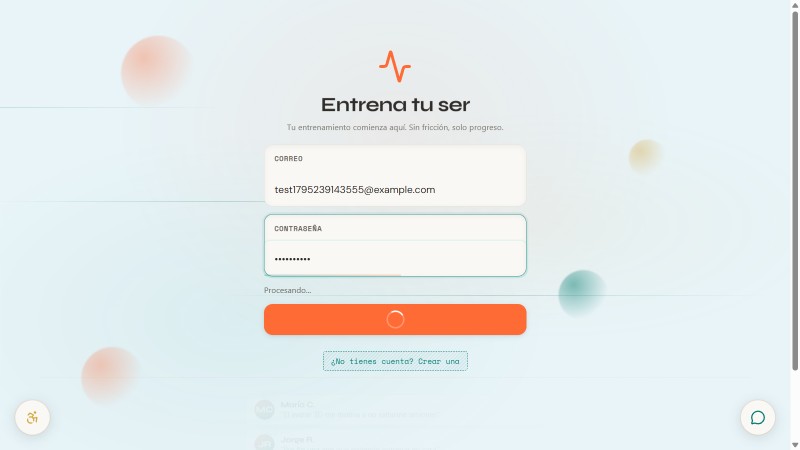 Entrena tu ser
Tu entrenamiento comienza aquí. Sin fricción, solo progreso.
CORREO
test1795239143555@example.com
CONTRASEÑA
••••••••••
Procesando...
¿No tienes cuenta? Crear una